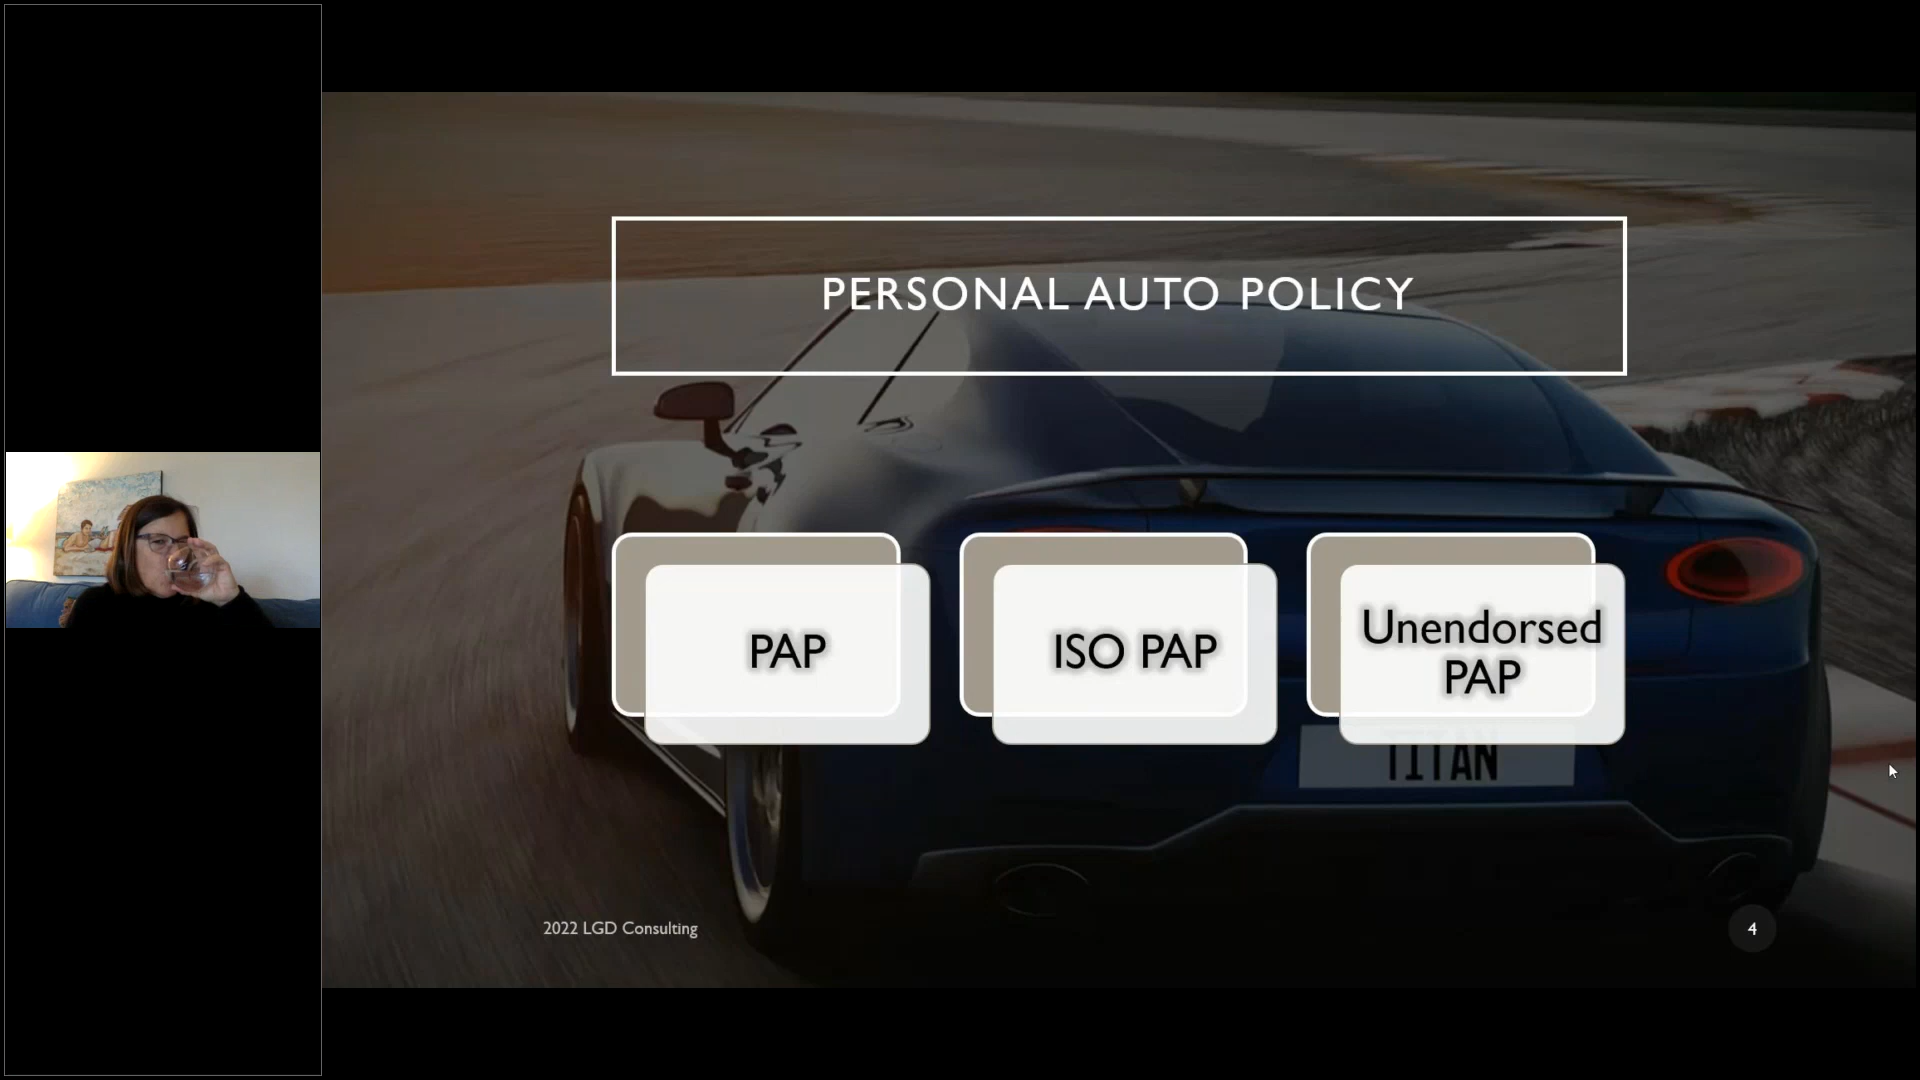 PERSONAL AUTO POLICY
PAP
ISO PAP
Unendorsed
PAP
TITAN
2022 LGD Consulting
4